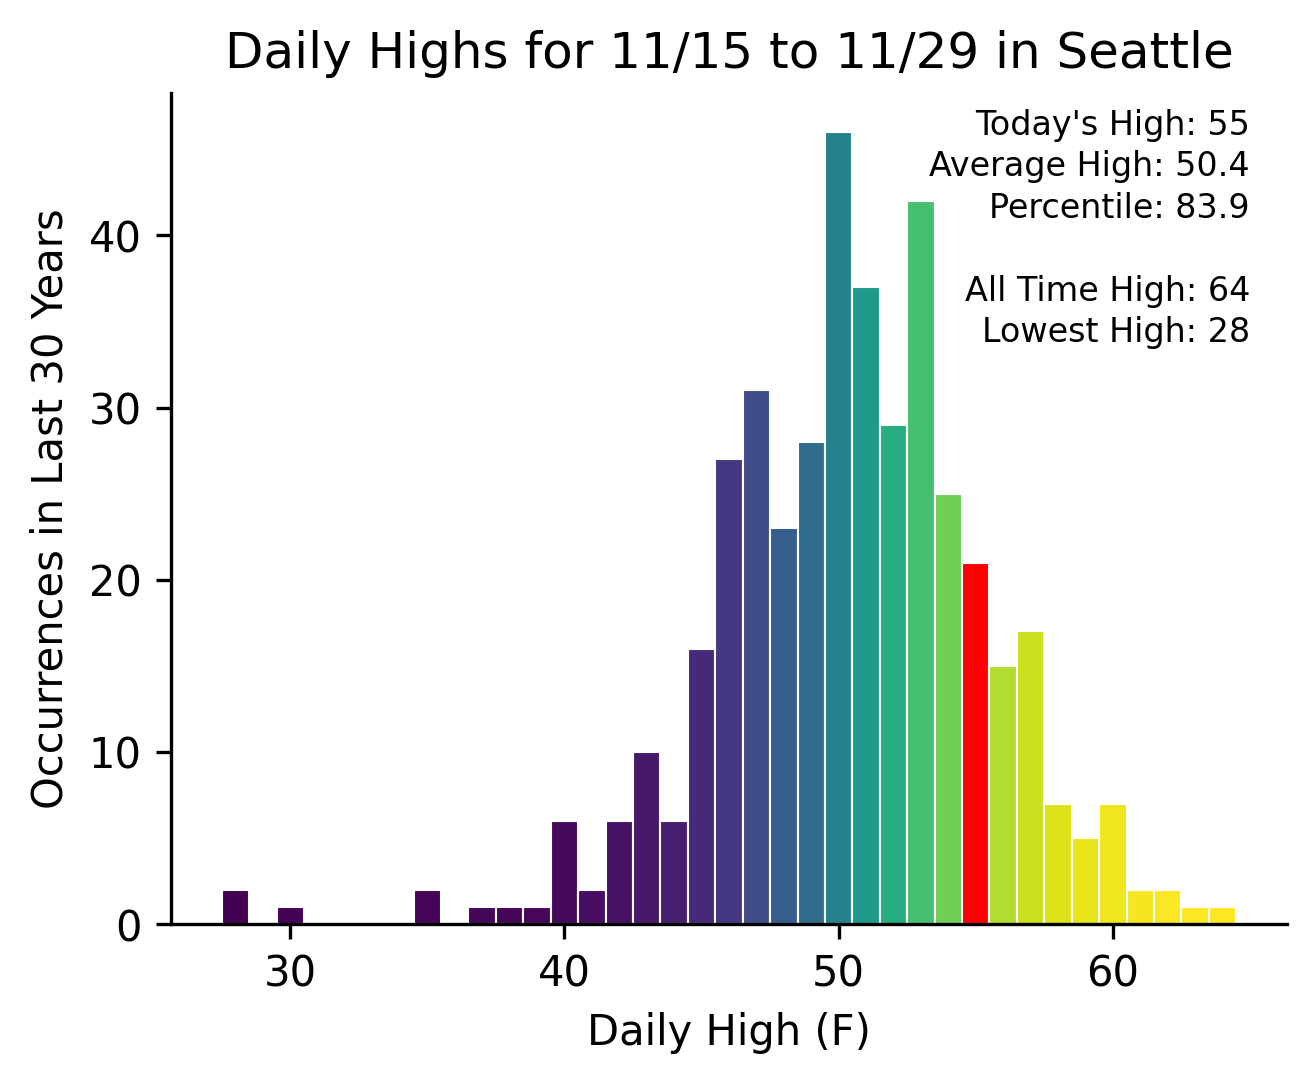 Daily Highs for 11/15 to 11/29 in Seattle
Today's High: 55
Average High: 50.4
Percentile: 83.9
All Time High: 64
Lowest High: 28
Occurrences in Last 30 Years
40
30
20
10
0
30 40 50 60
Daily High (F)